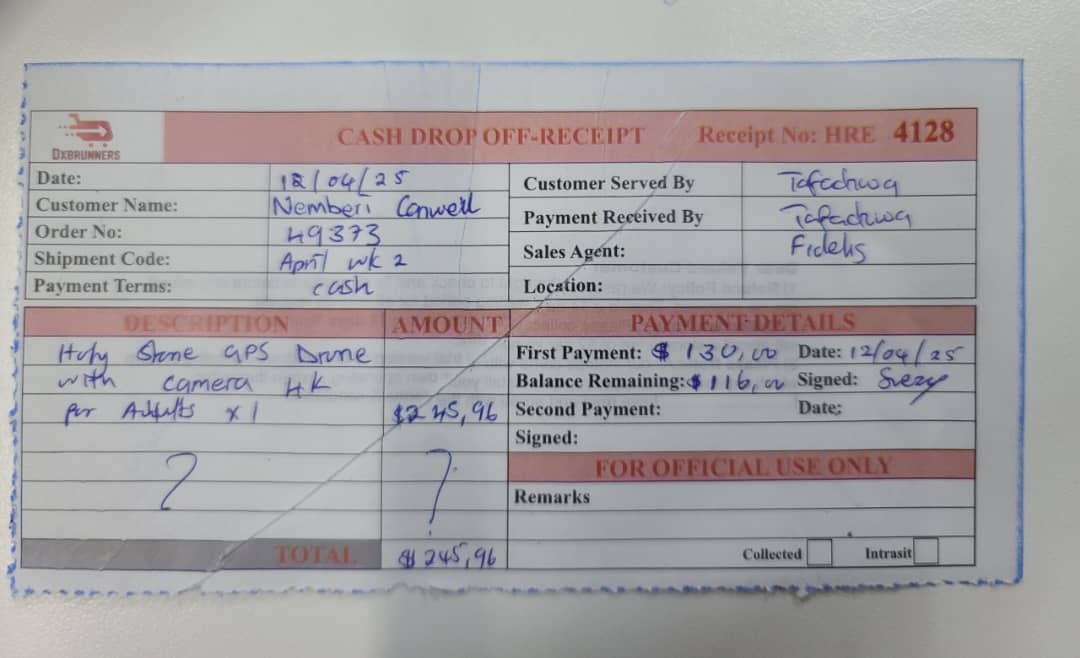 DXBRUNNERS
CASH DROP OFF-RECEIPT Receipt No: HRE 4128
Date: 12/04/25
Customer Name: Nemberi Conwell
Order No: 49373
Shipment Code: April wk 2
Payment Terms: cash
Customer Served By Tafadwa
Payment Received By Tafadwa
Sales Agent: Fidelis
Location:
DESCRIPTION AMOUNT
Holy Stone GPS Drone
with camera 4K
for Adults x 1 $245,96
? ?
TOTAL $245,96
PAYMENT DETAILS
First Payment: $ 130,00 Date: 12/04/25
Balance Remaining: $ 116,00 Signed:
Second Payment: Date:
Signed:
FOR OFFICIAL USE ONLY
Remarks
Collected Intrasit